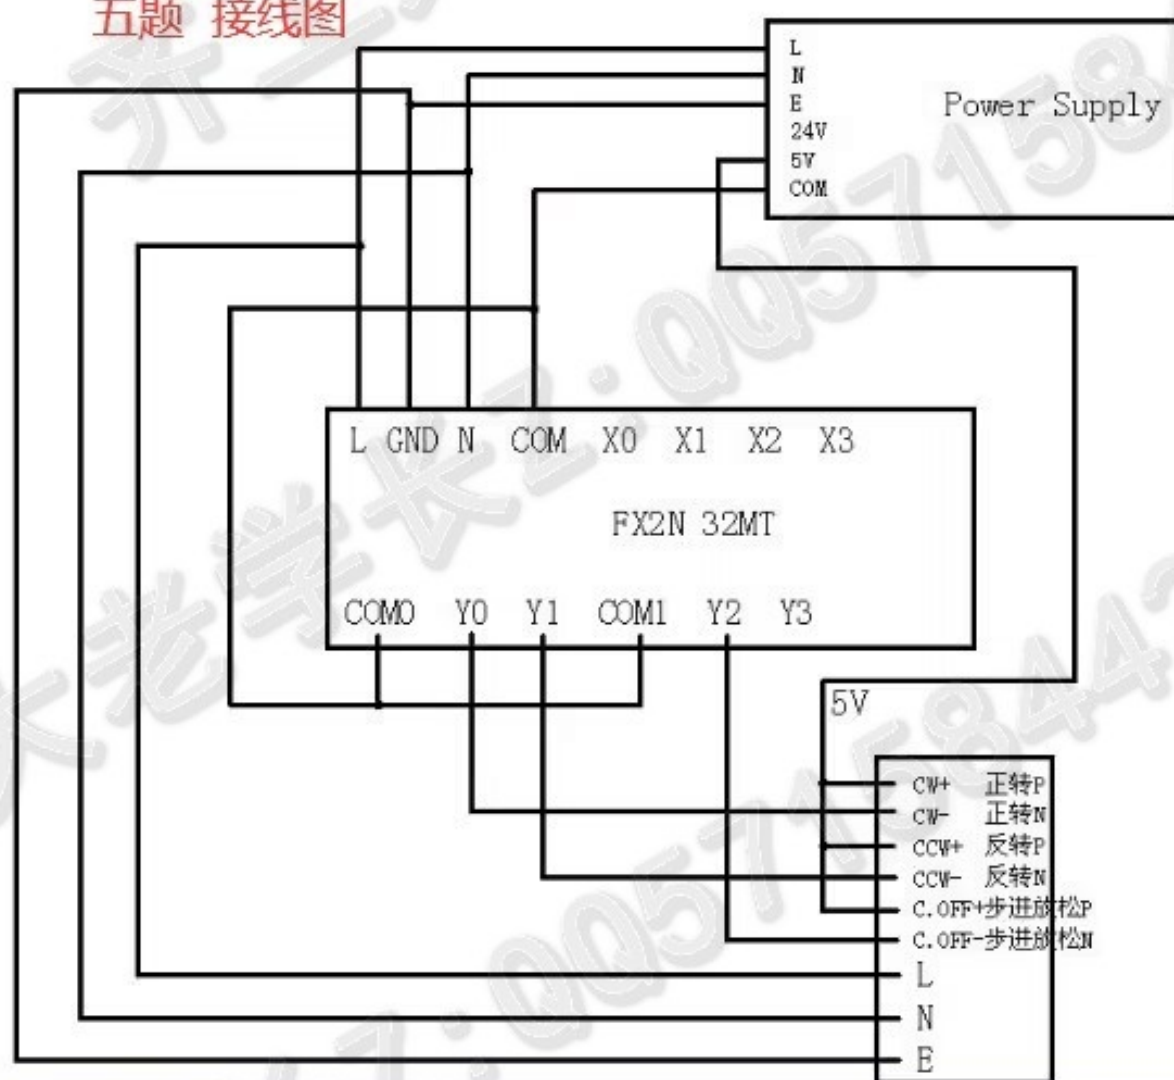 五题 接线图
L
N
E
24V
5V
COM
Power Supply
L GND N COM X0 X1 X2 X3
FX2N 32MT
COM0 Y0 Y1 COM1 Y2 Y3
5V
CW+ 正转P
CW- 正转N
CCW+ 反转P
CCW- 反转N
C.OFF+步进放松P
C.OFF-步进放松N
L
N
E